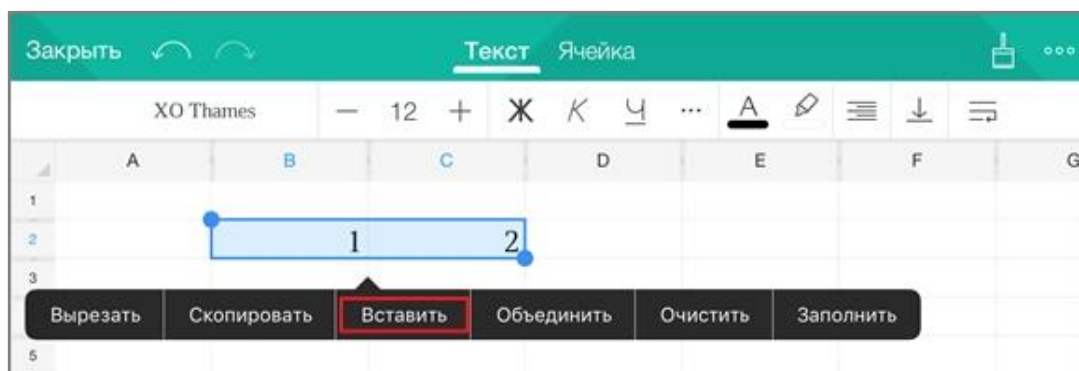 Закрыть Текст Ячейка
XO Thames — 12 + Ж К Ч ... А
A B C D E F G
1
2 1 2
3
Вырезать Скопировать Вставить Объединить Очистить Заполнить
5